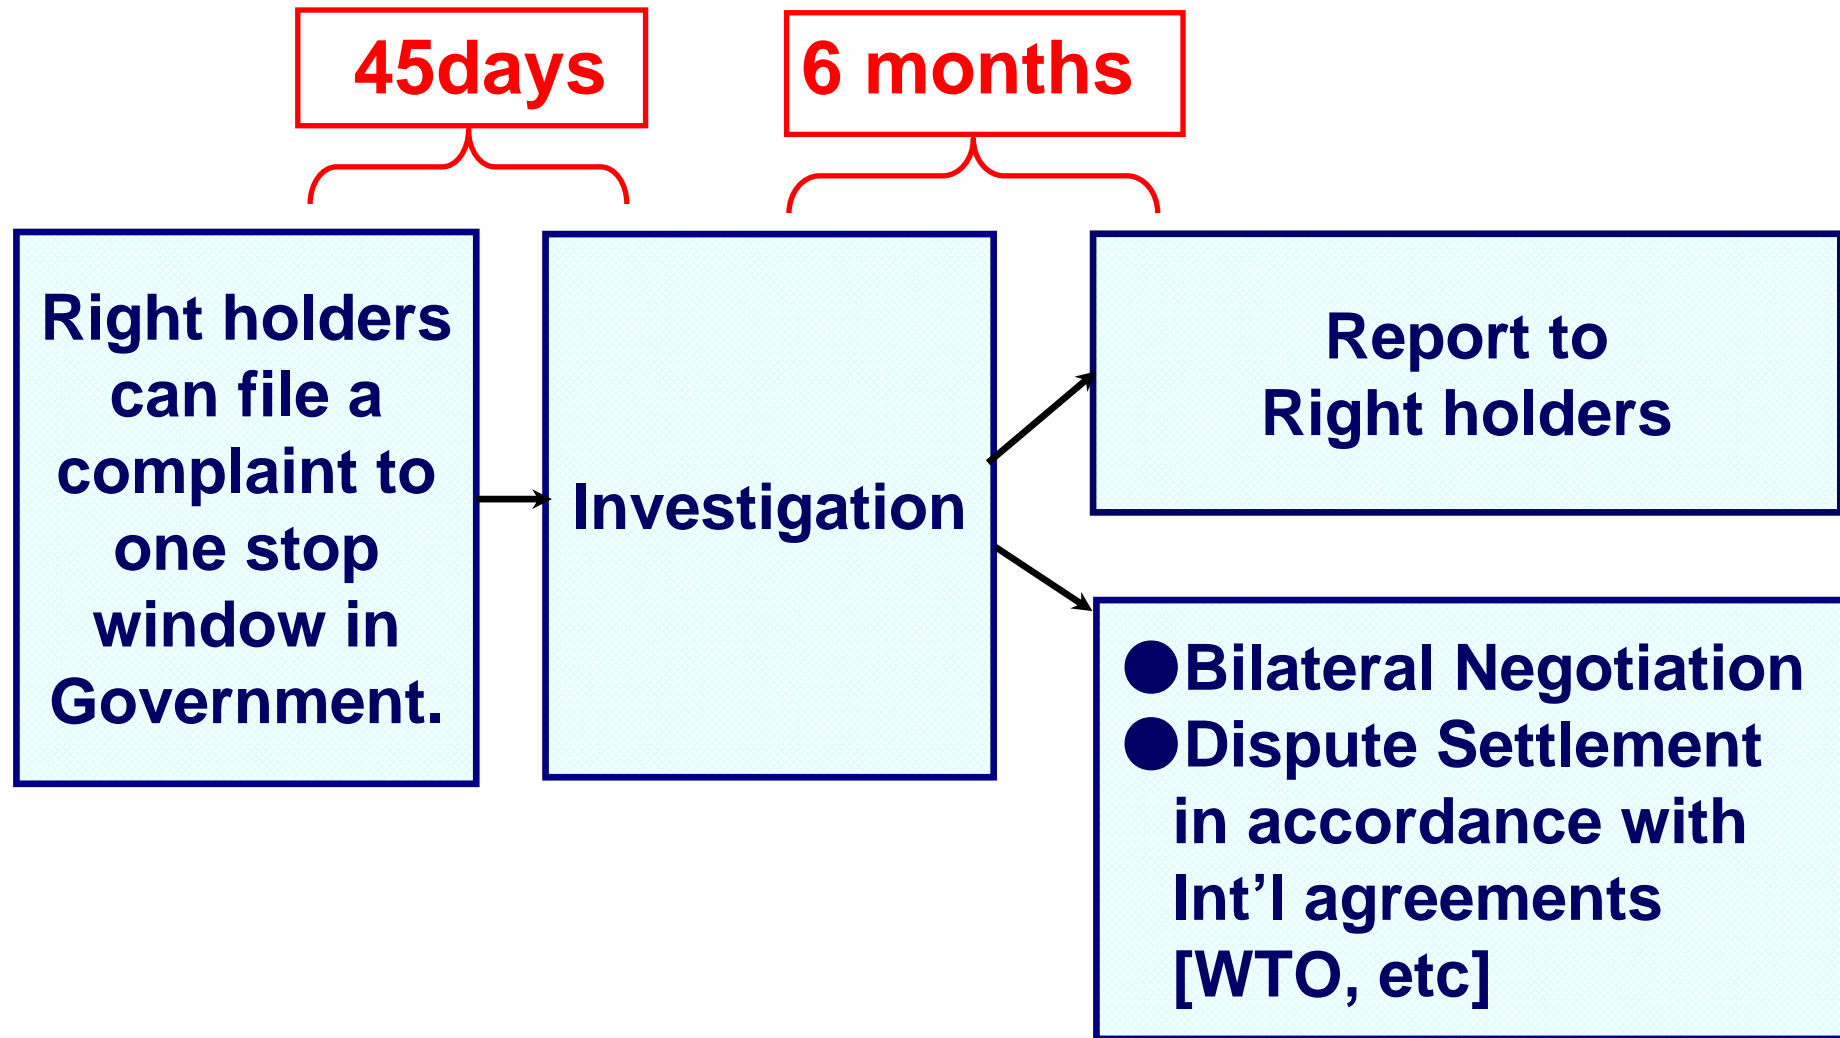 45days
6 months
Right holders
can file a
complaint to
one stop
window in
Government.
Investigation
Report to
Right holders
●Bilateral Negotiation
●Dispute Settlement
in accordance with
Int’l agreements
[WTO, etc]